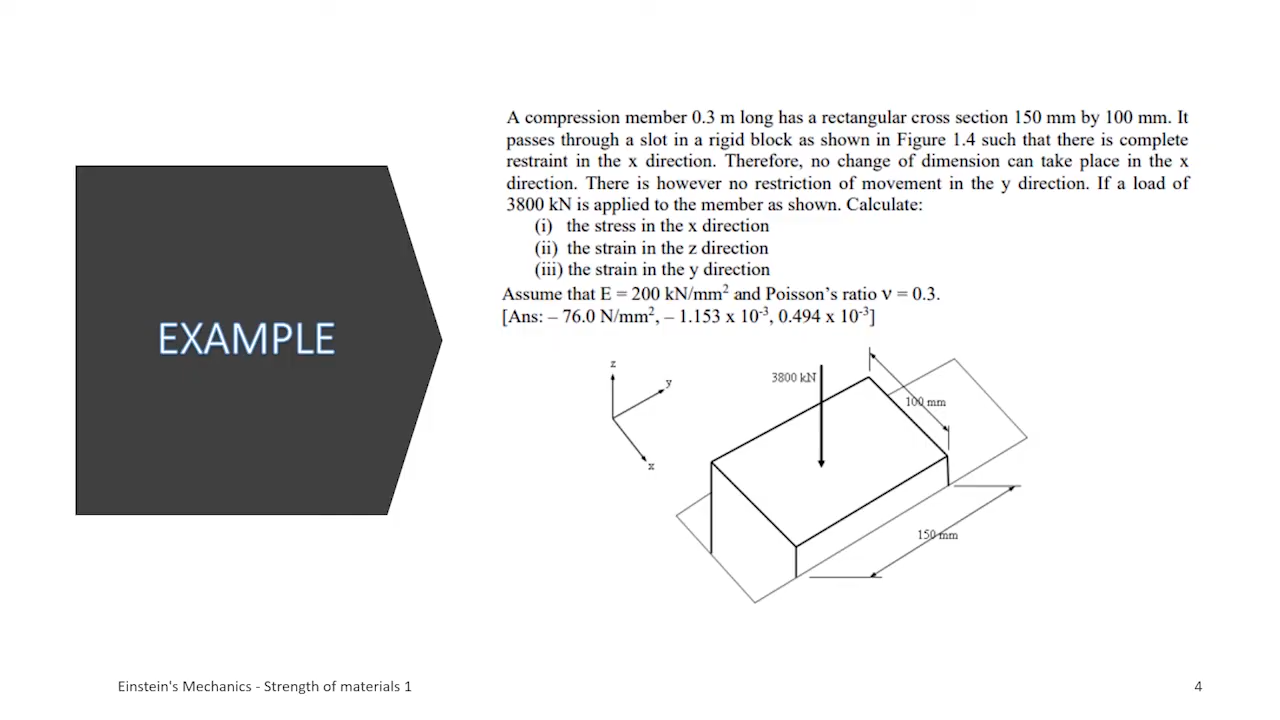 A compression member 0.3 m long has a rectangular cross section 150 mm by 100 mm. It
passes through a slot in a rigid block as shown in Figure 1.4 such that there is complete
restraint in the x direction. Therefore, no change of dimension can take place in the x
direction. There is however no restriction of movement in the y direction. If a load of
3800 kN is applied to the member as shown. Calculate:
(i) the stress in the x direction
(ii) the strain in the z direction
(iii) the strain in the y direction
Assume that E = 200 kN/mm² and Poisson's ratio ν = 0.3.
[Ans: – 76.0 N/mm², – 1.153 x 10⁻³, 0.494 x 10⁻³]
EXAMPLE
z
y
x
3800 kN
100 mm
150 mm
Einstein's Mechanics - Strength of materials 1
4